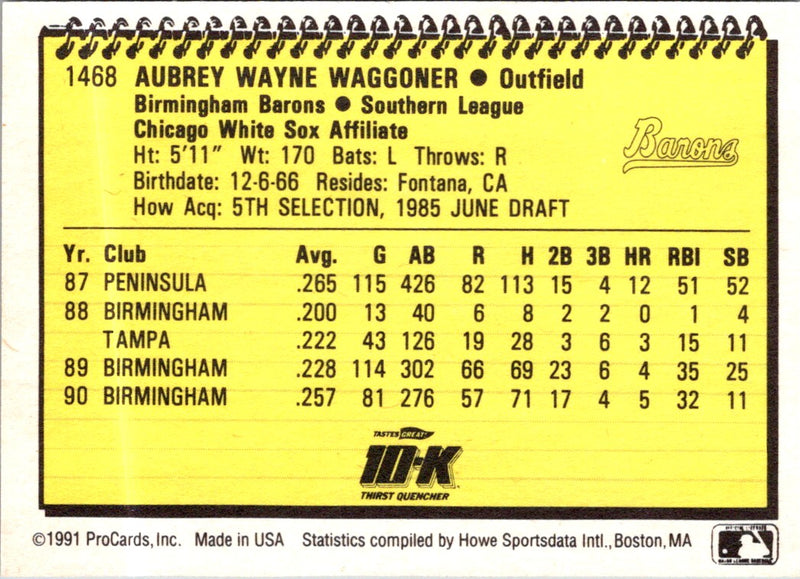 1468 AUBREY WAYNE WAGGONER ● Outfield
Birmingham Barons ● Southern League
Chicago White Sox Affiliate
Barons
Ht: 5'11" Wt: 170 Bats: L Throws: R
Birthdate: 12-6-66 Resides: Fontana, CA
How Acq: 5TH SELECTION, 1985 JUNE DRAFT
Yr. Club Avg. G AB R H 2B 3B HR RBI SB
87 PENINSULA .265 115 426 82 113 15 4 12 51 52
88 BIRMINGHAM .200 13 40 6 8 2 2 0 1 4
TAMPA .222 43 126 19 28 3 6 3 15 11
89 BIRMINGHAM .228 114 302 66 69 23 6 4 35 25
90 BIRMINGHAM .257 81 276 57 71 17 4 5 32 11
TASTES GREAT
10-K
THIRST QUENCHER
©1991 ProCards, Inc. Made in USA Statistics compiled by Howe Sportsdata Intl., Boston, MA